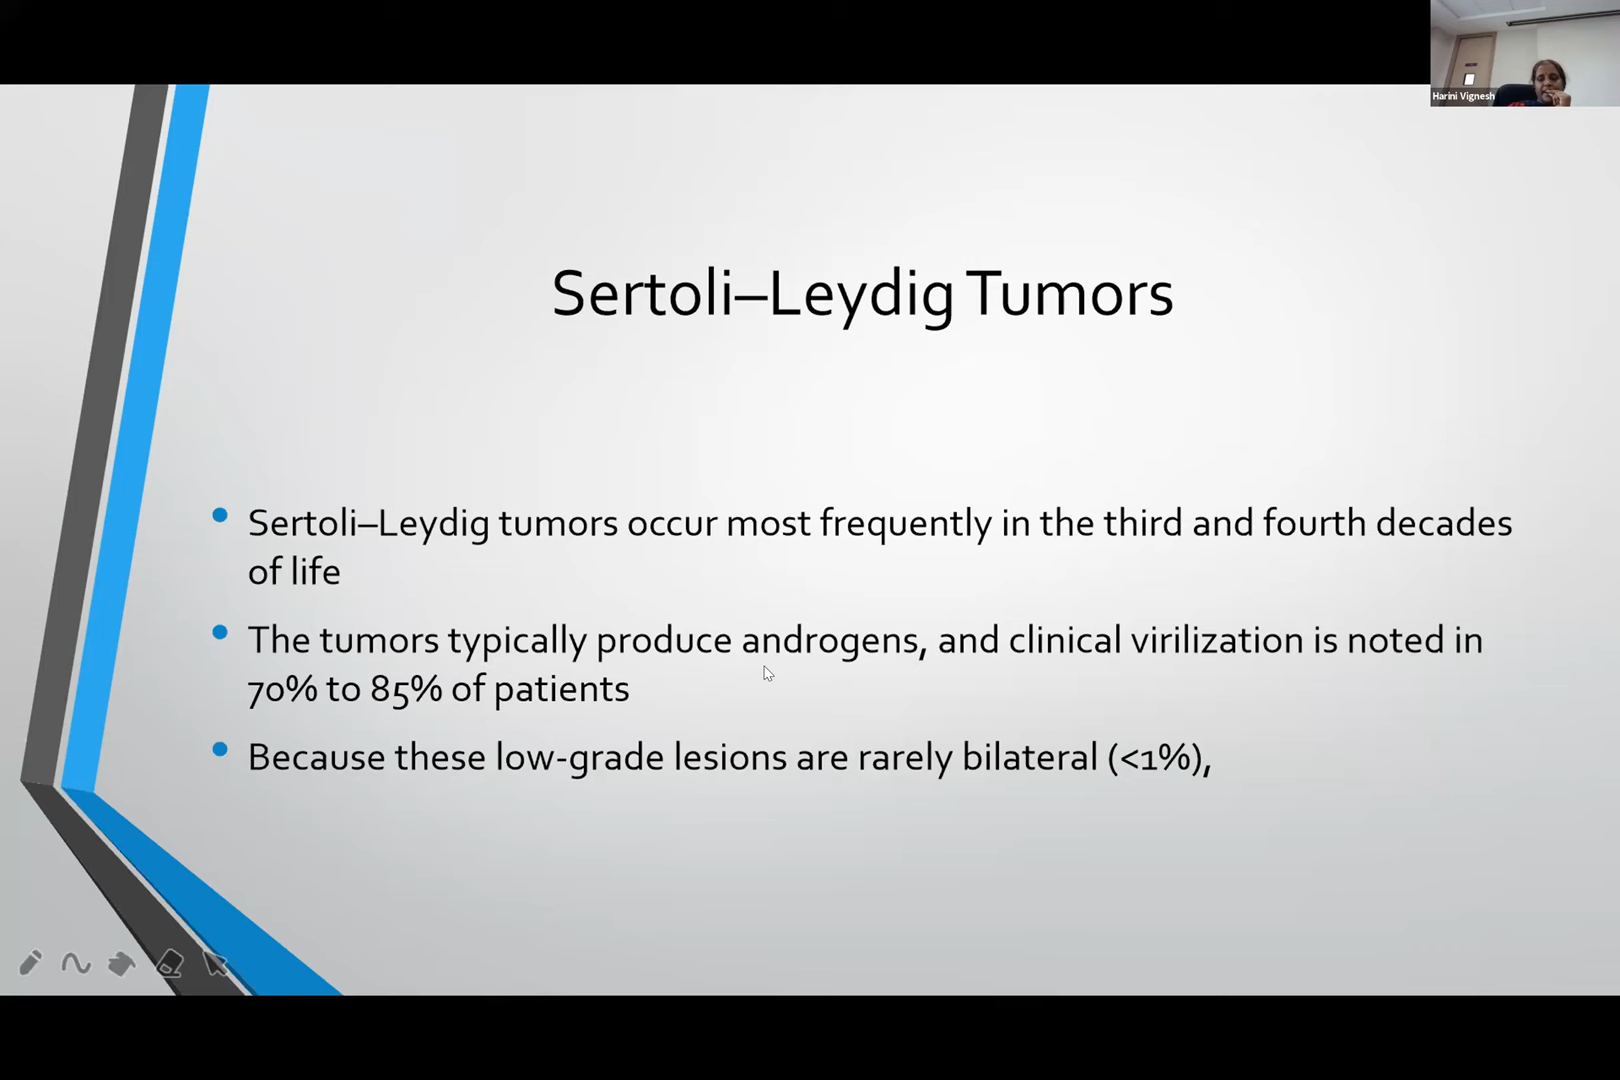 Harini Vignesh
Sertoli–Leydig Tumors
• Sertoli–Leydig tumors occur most frequently in the third and fourth decades
of life
• The tumors typically produce androgens, and clinical virilization is noted in
70% to 85% of patients
• Because these low-grade lesions are rarely bilateral (<1%),